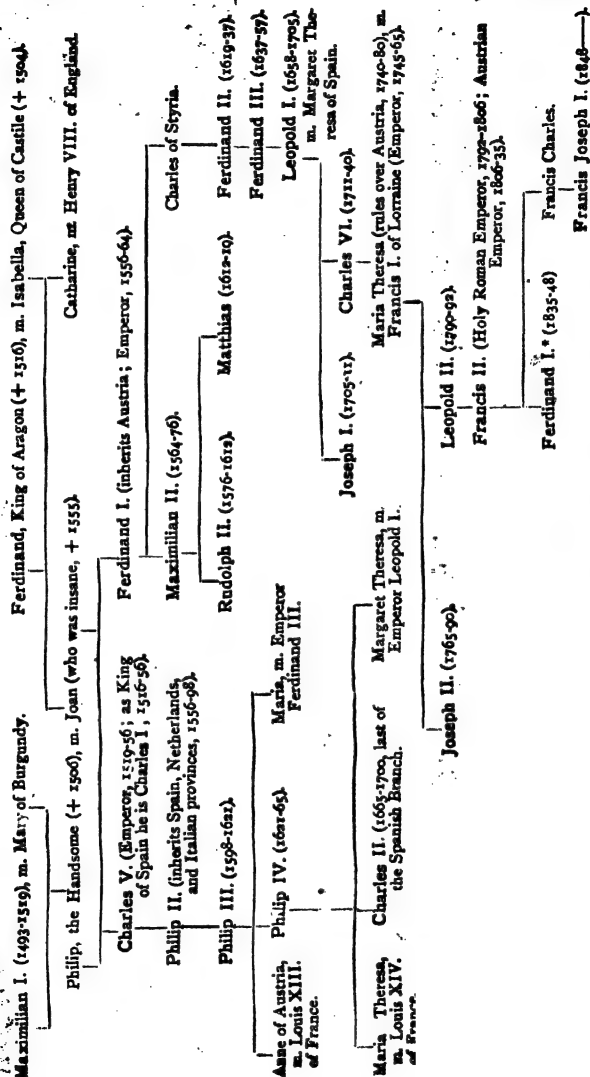 Maximilian I. (1493-1519), m. Mary of Burgundy.
Ferdinand, King of Aragon (+ 1516), m. Isabella, Queen of Castile (+ 1504).
Philip, the Handsome (+ 1506), m. Joan (who was insane, + 1555).
Catharine, m. Henry VIII. of England.
Charles V. (Emperor, 1519-56; as King
of Spain he is Charles I, 1516-56).
Ferdinand I. (inherits Austria; Emperor, 1556-64).
Philip II. (inherits Spain, Netherlands,
and Italian provinces, 1556-98).
Maximilian II. (1564-76).
Charles of Styria.
Philip III. (1598-1621).
Rudolph II. (1576-1612).
Matthias (1612-19)
Ferdinand II. (1619-37)
Ferdinand III. (1637-57)
Anne of Austria,
m. Louis XIII.
of France.
Philip IV. (1621-65).
Maria, m. Emperor
Ferdinand III.
Leopold I. (1658-1705),
m. Margaret The-
resa of Spain.
Maria Theresa,
m. Louis XIV.
of France.
Charles II. (1665-1700, last of
the Spanish Branch.
Margaret Theresa, m.
Emperor Leopold I..
Joseph I. (1705-11)
Charles VI. (1711-40)
Maria Theresa (rules over Austria, 1740-80), m.
Francis I. of Lorraine (Emperor, 1745-65).
Joseph II. (1765-90).
Leopold II. (1790-92).
Francis II. (Holy Roman Emperor, 1792-1806; Austrian
Emperor, 1806-35).
Ferdinand I.* (1835-48)
Francis Charles.
Francis Joseph I. (1848——).